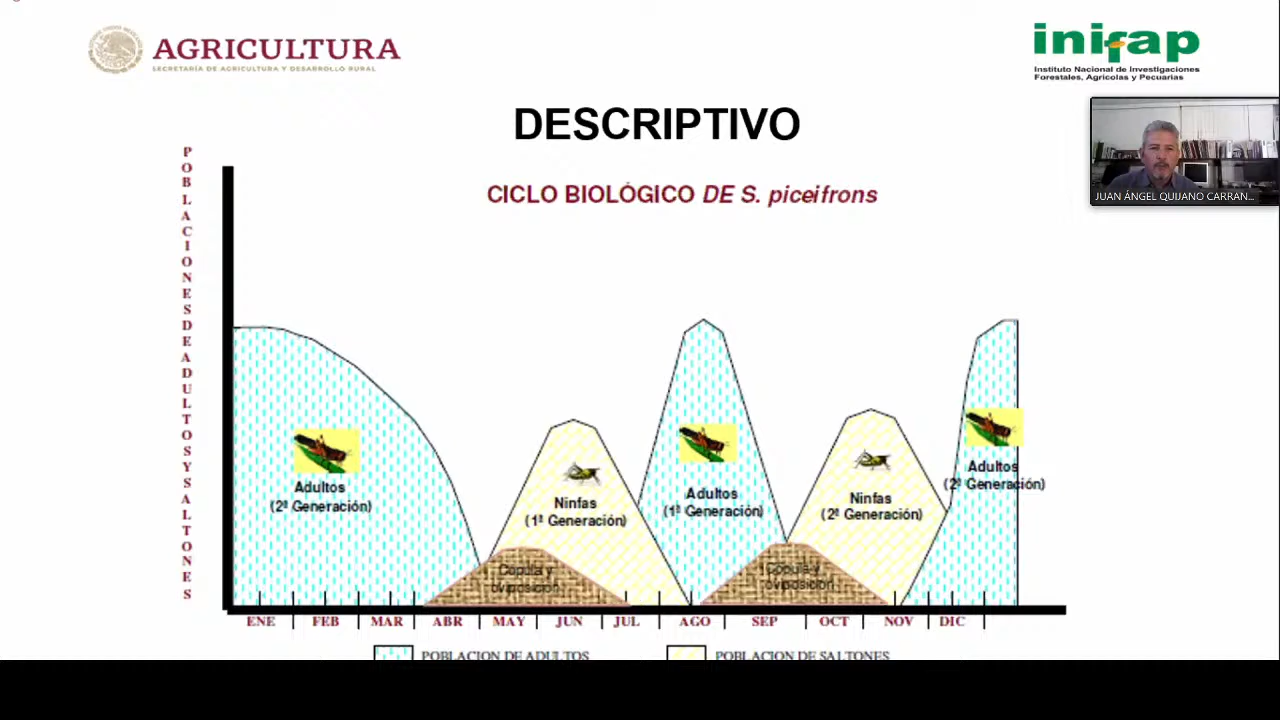 AGRICULTURA
SECRETARÍA DE AGRICULTURA Y DESARROLLO RURAL
inifap
Instituto Nacional de Investigaciones
Forestales, Agrícolas y Pecuarias
DESCRIPTIVO
JUAN ÁNGEL QUIJANO CARRAN...
CICLO BIOLÓGICO DE S. piceifrons
POBLACIONES DE ADULTOS Y SALTONES
Adultos
(2ª Generación)
Ninfas
(1ª Generación)
Adultos
(1ª Generación)
Ninfas
(2ª Generación)
Adultos
(2ª Generación)
Cópula y
oviposición
Cópula y
oviposición
ENE FEB MAR ABR MAY JUN JUL AGO SEP OCT NOV DIC
POBLACION DE ADULTOS POBLACION DE SALTONES